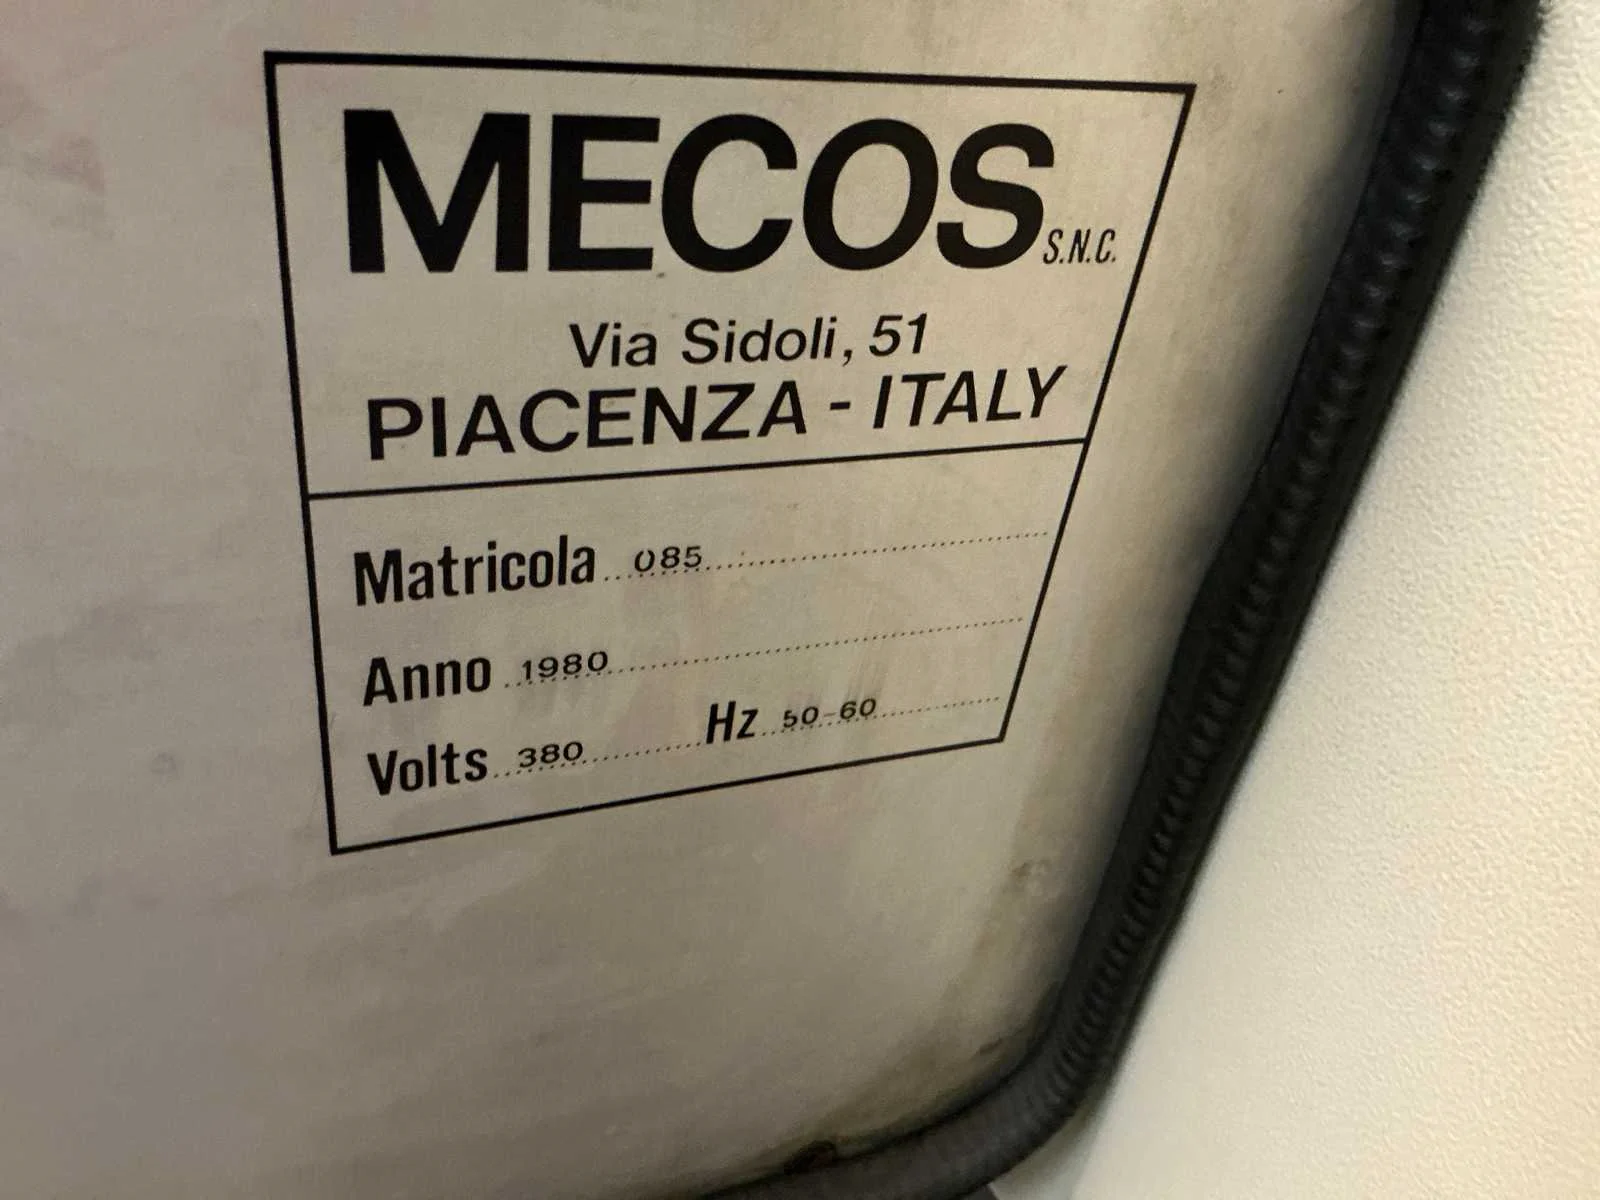 MECOS S.N.C.
Via Sidoli, 51
PIACENZA - ITALY
Matricola 085
Anno 1980
Volts 380 Hz 50-60